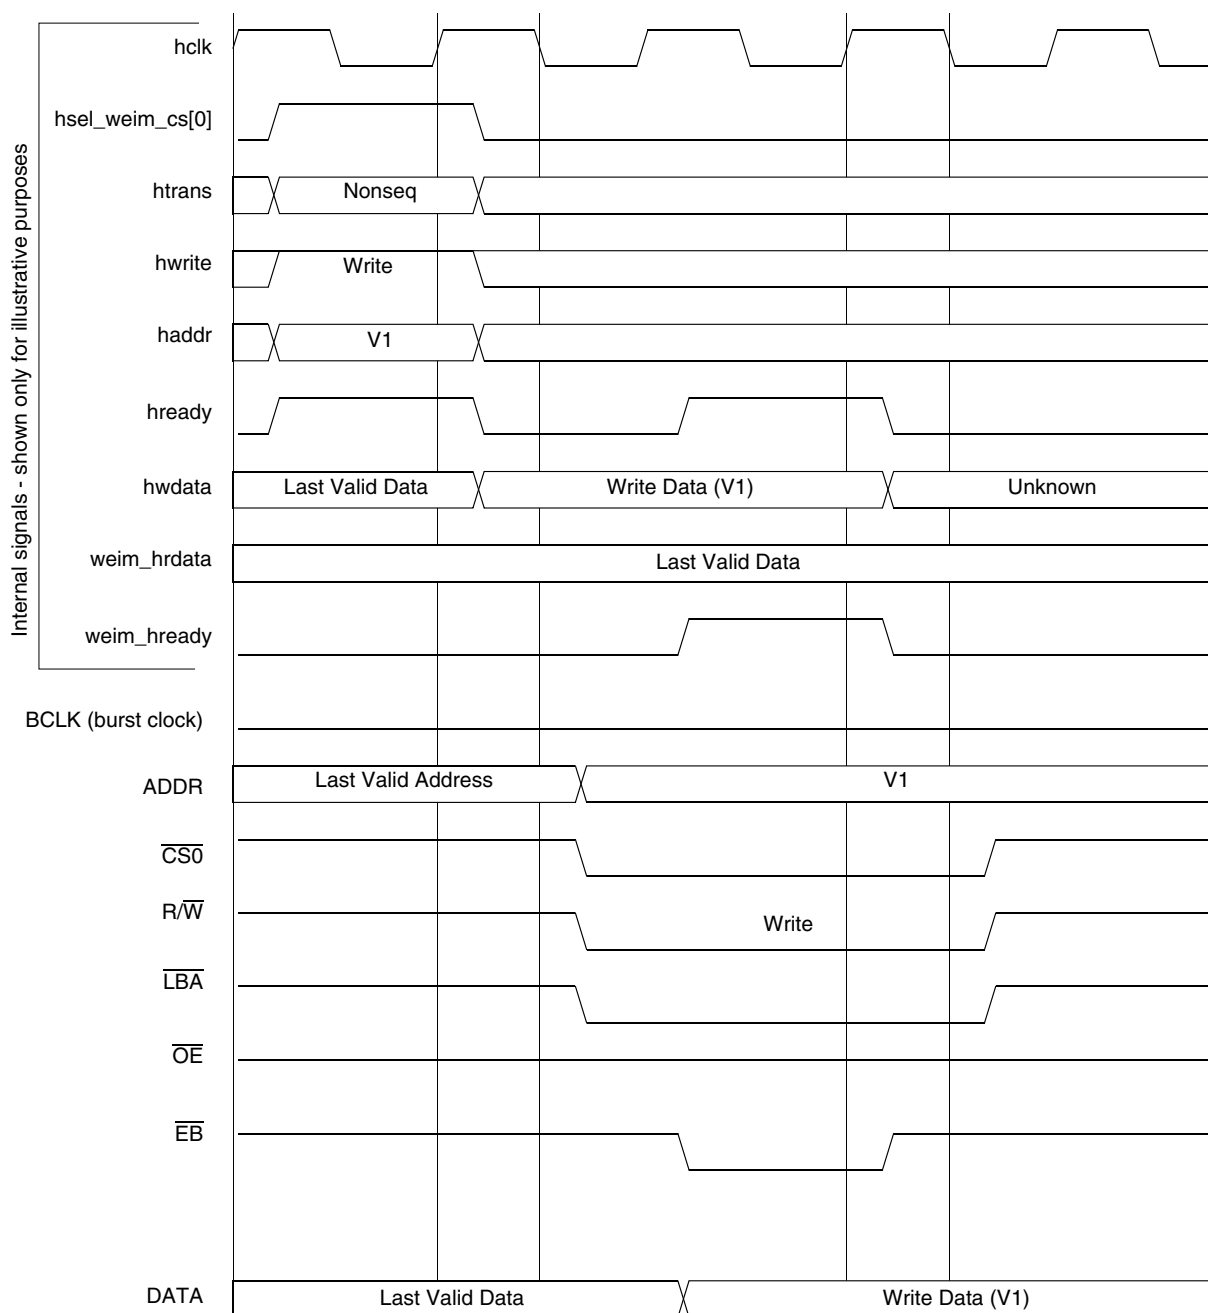 Internal signals - shown only for illustrative purposes
hclk
hsel_weim_cs[0]
htrans Nonseq
hwrite Write
haddr V1
hready
hwdata Last Valid Data Write Data (V1) Unknown
weim_hrdata Last Valid Data
weim_hready
BCLK (burst clock)
ADDR Last Valid Address V1
CS0
R/W Write
LBA
OE
EB
DATA Last Valid Data Write Data (V1)